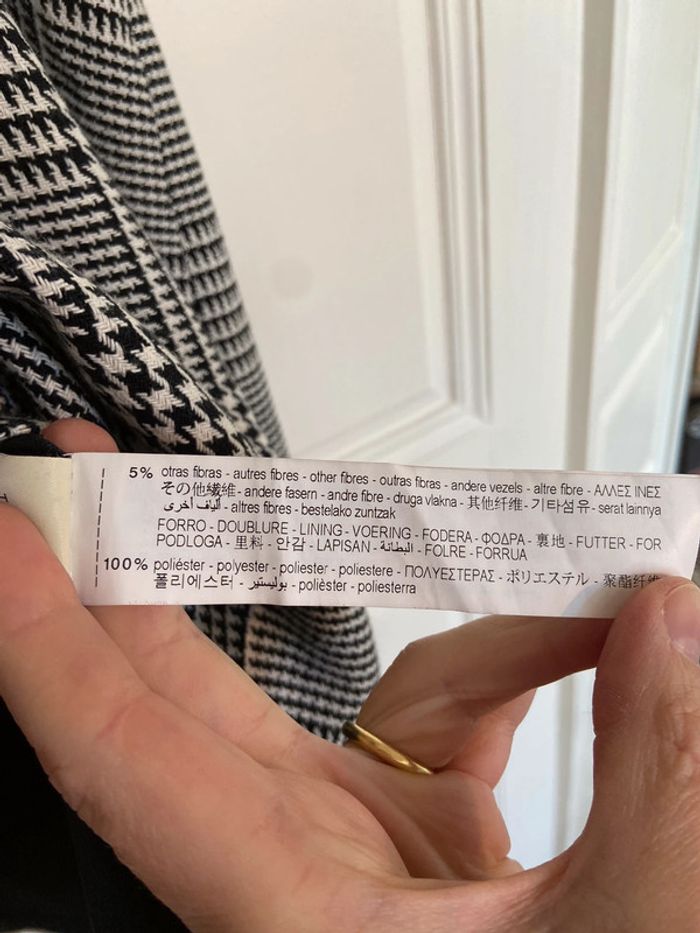 5% otras fibras - autres fibres - other fibres - outras fibras - andere vezels - altre fibre - ΑΛΛΕΣ ΙΝΕΣ
その他繊維 - andere fasern - andre fibre - druga vlakna - 其他纤维 - 기타섬유 - serat lainnya
ألياف أخرى - altres fibres - bestelako zuntzak
FORRO - DOUBLURE - LINING - VOERING - FODERA - ΦΟΔΡΑ - 裏地 - FUTTER - FOR
PODLOGA - 里料 - 안감 - LAPISAN - البطانة - FOLRE - FORRUA
100% poliéster - polyester - poliester - poliestere - ΠΟΛΥΕΣΤΕΡΑΣ - ポリエステル - 聚酯纤维
폴리에스터 - بوليستير - polièster - poliesterra